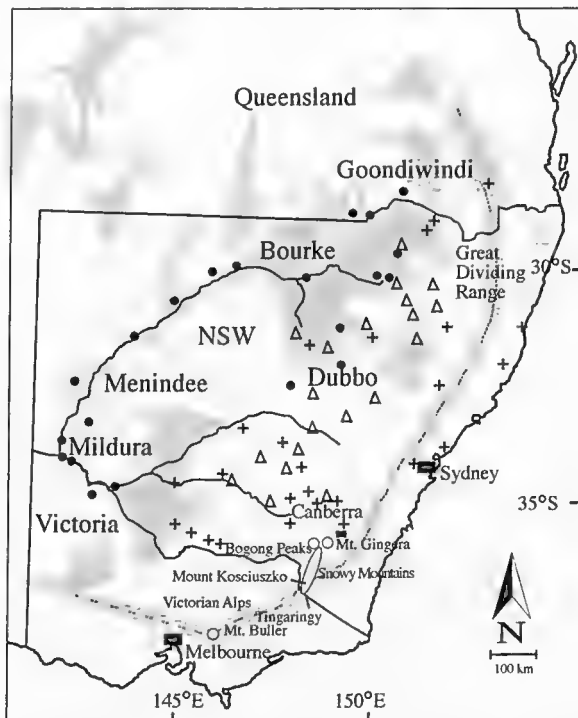 Queensland
Goondiwindi
Great
Dividing
Range
30°S
Bourke
NSW
Menindee
Dubbo
Mildura
Sydney
Victoria
35°S
Canberra
Bogong Peaks
Mt. Gingera
Mount Kosciuszko
Snowy Mountains
Victorian Alps
Tingaringy
Mt. Buller
Melbourne
N
100 km
145°E
150°E